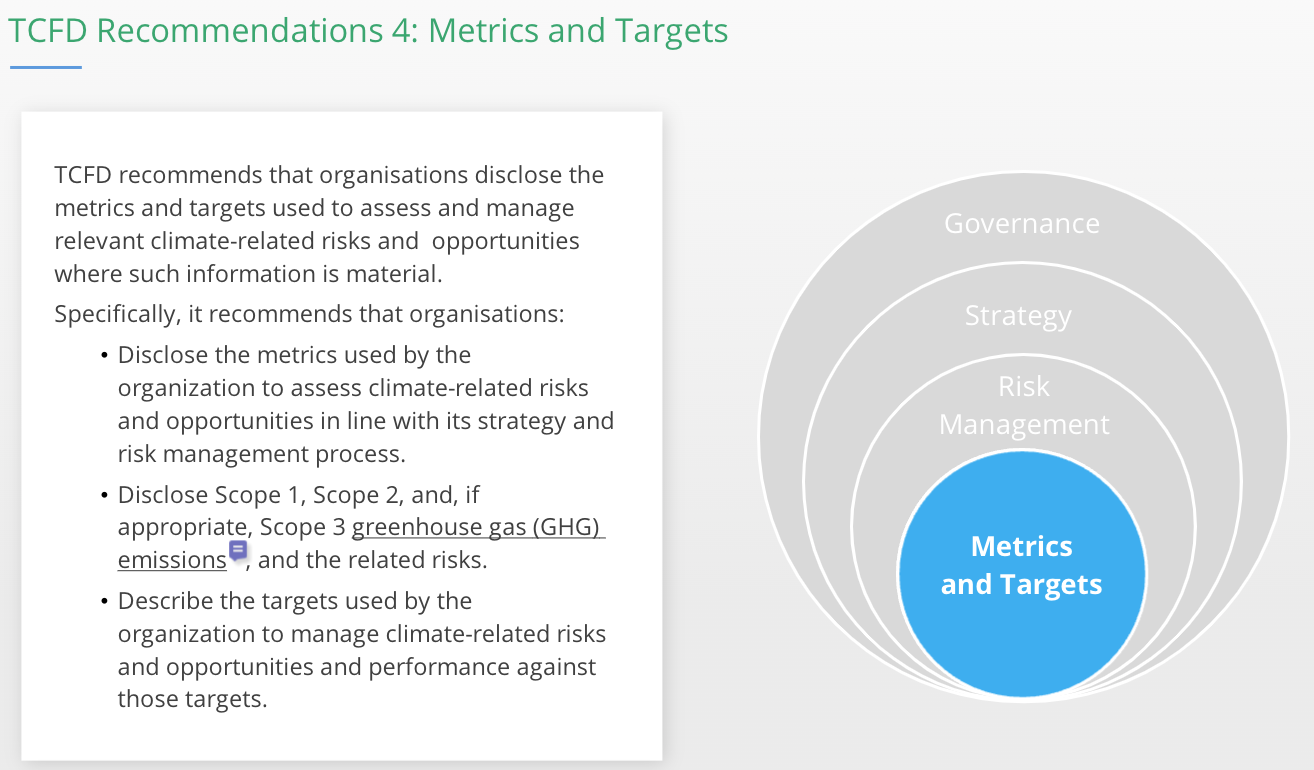 TCFD Recommendations 4: Metrics and Targets
TCFD recommends that organisations disclose the
metrics and targets used to assess and manage
relevant climate-related risks and  opportunities
where such information is material.
Specifically, it recommends that organisations:
• Disclose the metrics used by the
organization to assess climate-related risks
and opportunities in line with its strategy and
risk management process.
• Disclose Scope 1, Scope 2, and, if
appropriate, Scope 3 greenhouse gas (GHG)
emissions , and the related risks.
• Describe the targets used by the
organization to manage climate-related risks
and opportunities and performance against
those targets.
Governance
Strategy
Risk
Management
Metrics
and Targets